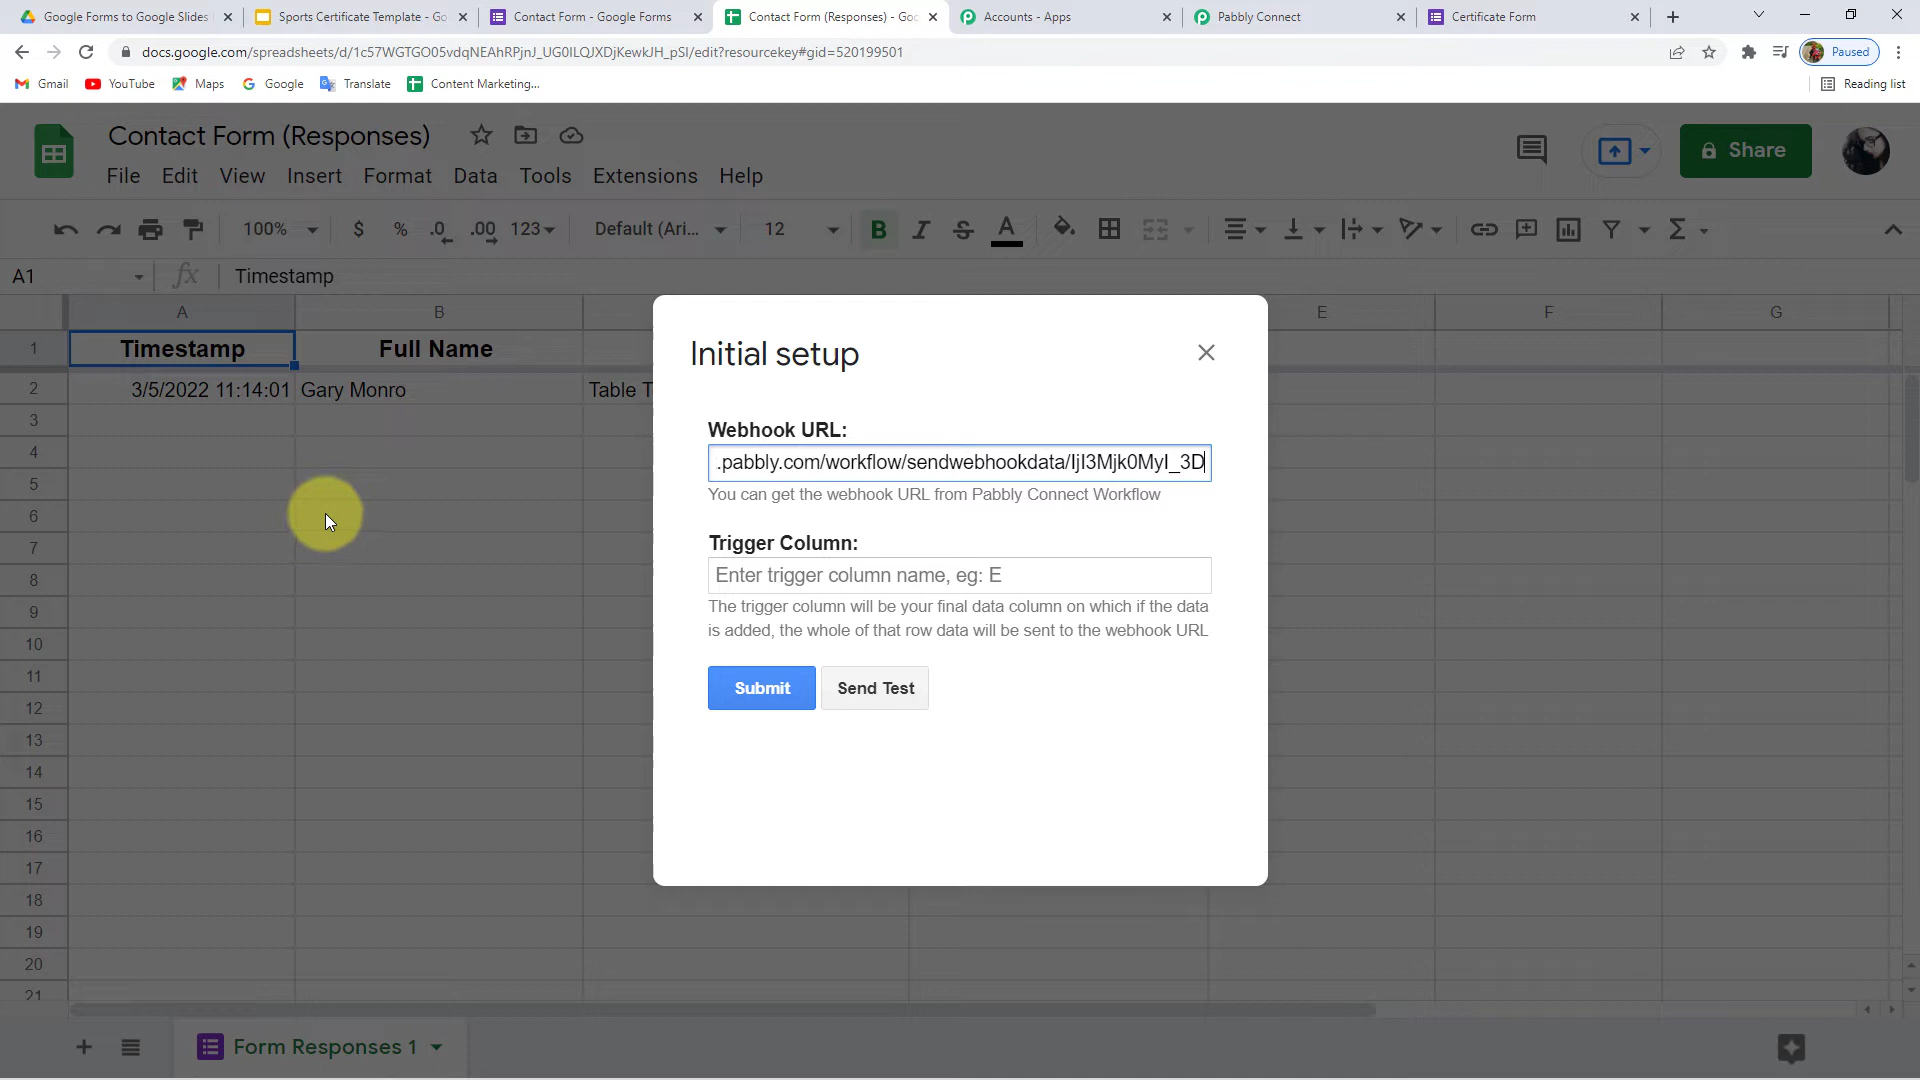 Google Forms to Google Slides
Sports Certificate Template - Go
Contact Form - Google Forms
Contact Form (Responses) - Goo
Accounts - Apps
Pabbly Connect
Certificate Form
docs.google.com/spreadsheets/d/1c57WGTGO05vdqNEAhRPjnJ_UG0ILQJXDjKewkJH_pSI/edit?resourcekey#gid=520199501
Paused
Gmail
YouTube
Maps
Google
Translate
Content Marketing...
Reading list
Contact Form (Responses)
Share
File Edit View Insert Format Data Tools Extensions Help
100% $ % .0 .00 123 Default (Ari... 12 B I S A Σ
A1 fx Timestamp
A B E F G
1 Timestamp Full Name
2 3/5/2022 11:14:01 Gary Monro Table T
3
4
5
6
7
8
9
10
11
12
13
14
15
16
17
18
19
20
21
Initial setup
Webhook URL:
.pabbly.com/workflow/sendwebhookdata/IjI3Mjk0MyI_3D
You can get the webhook URL from Pabbly Connect Workflow
Trigger Column:
Enter trigger column name, eg: E
The trigger column will be your final data column on which if the data
is added, the whole of that row data will be sent to the webhook URL
Submit
Send Test
Form Responses 1